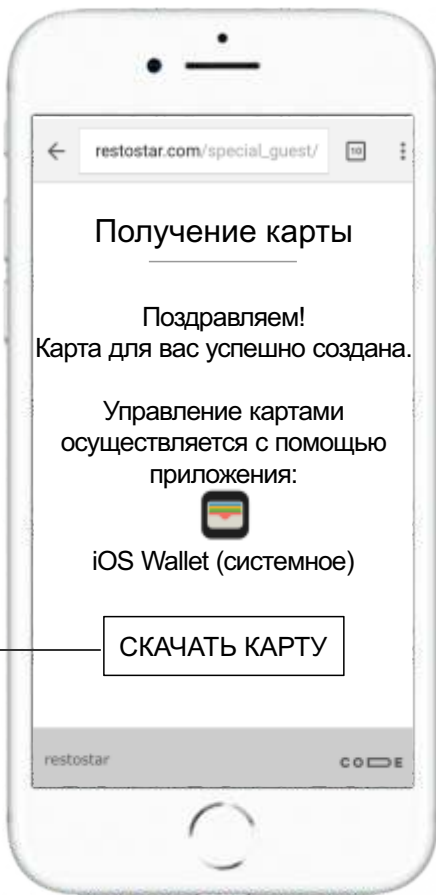 restostar.com/special_guest/ 10
Получение карты
Поздравляем!
Карта для вас успешно создана.
Управление картами
осуществляется с помощью
приложения:
iOS Wallet (системное)
СКАЧАТЬ КАРТУ
restostar CODE